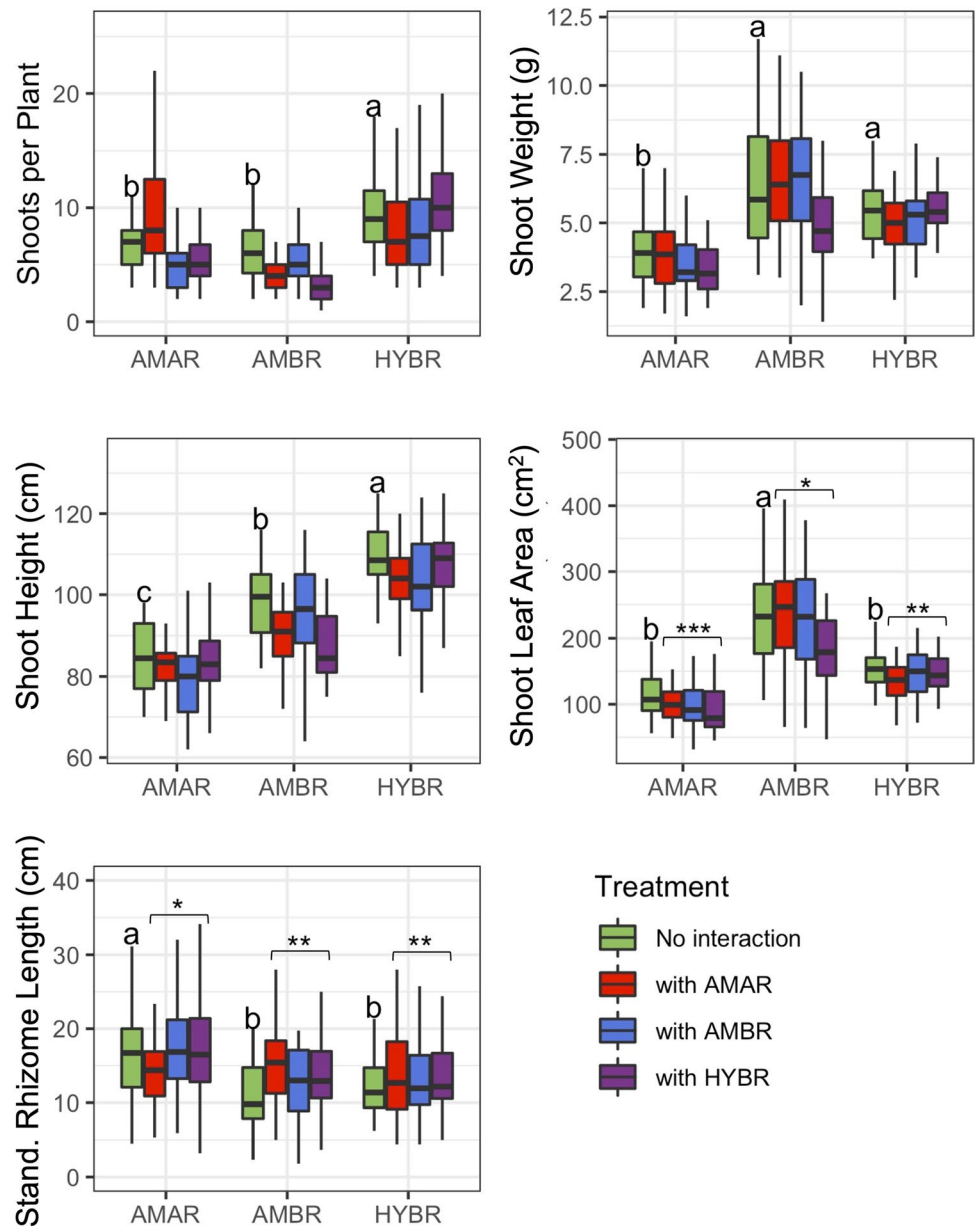 Shoots per Plant
20
10
0
b
b
a
AMAR AMBR HYBR
Shoot Weight (g)
12.5
10.0
7.5
5.0
2.5
b
a
a
AMAR AMBR HYBR
Shoot Height (cm)
120
100
80
60
c
b
a
AMAR AMBR HYBR
Shoot Leaf Area (cm²)
500
400
300
200
100
b
***
a
*
b
**
AMAR AMBR HYBR
Stand. Rhizome Length (cm)
40
30
20
10
0
a
*
b
**
b
**
AMAR AMBR HYBR
Treatment
No interaction
with AMAR
with AMBR
with HYBR